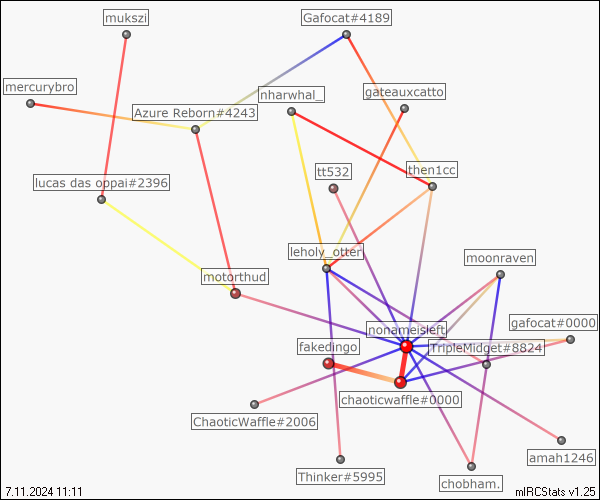 mukszi
Gafocat#4189
mercurybro
nharwhal_
gateauxcatto
Azure Reborn#4243
tt532
then1cc
lucas das oppai#2396
leholy_otter
moonraven
motorthud
nonameisleft
gafocat#0000
fakedingo
TripleMidget#8824
chaoticwaffle#0000
ChaoticWaffle#2006
amah1246
Thinker#5995
chobham.
7.11.2024 11:11
mIRCStats v1.25